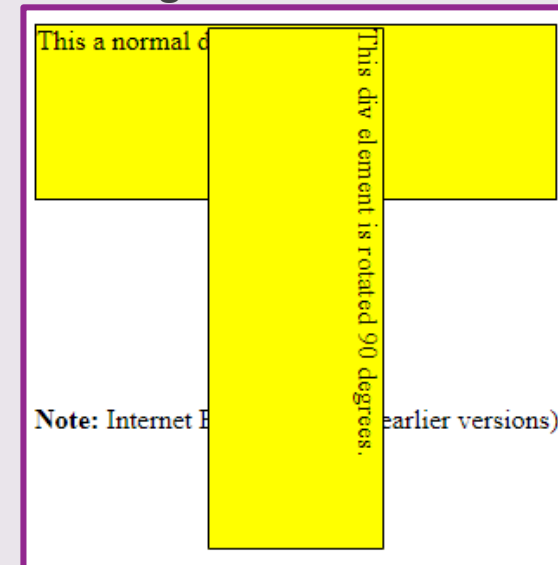 This a normal d
This div element is rotated 90 degrees.
Note: Internet E earlier versions)